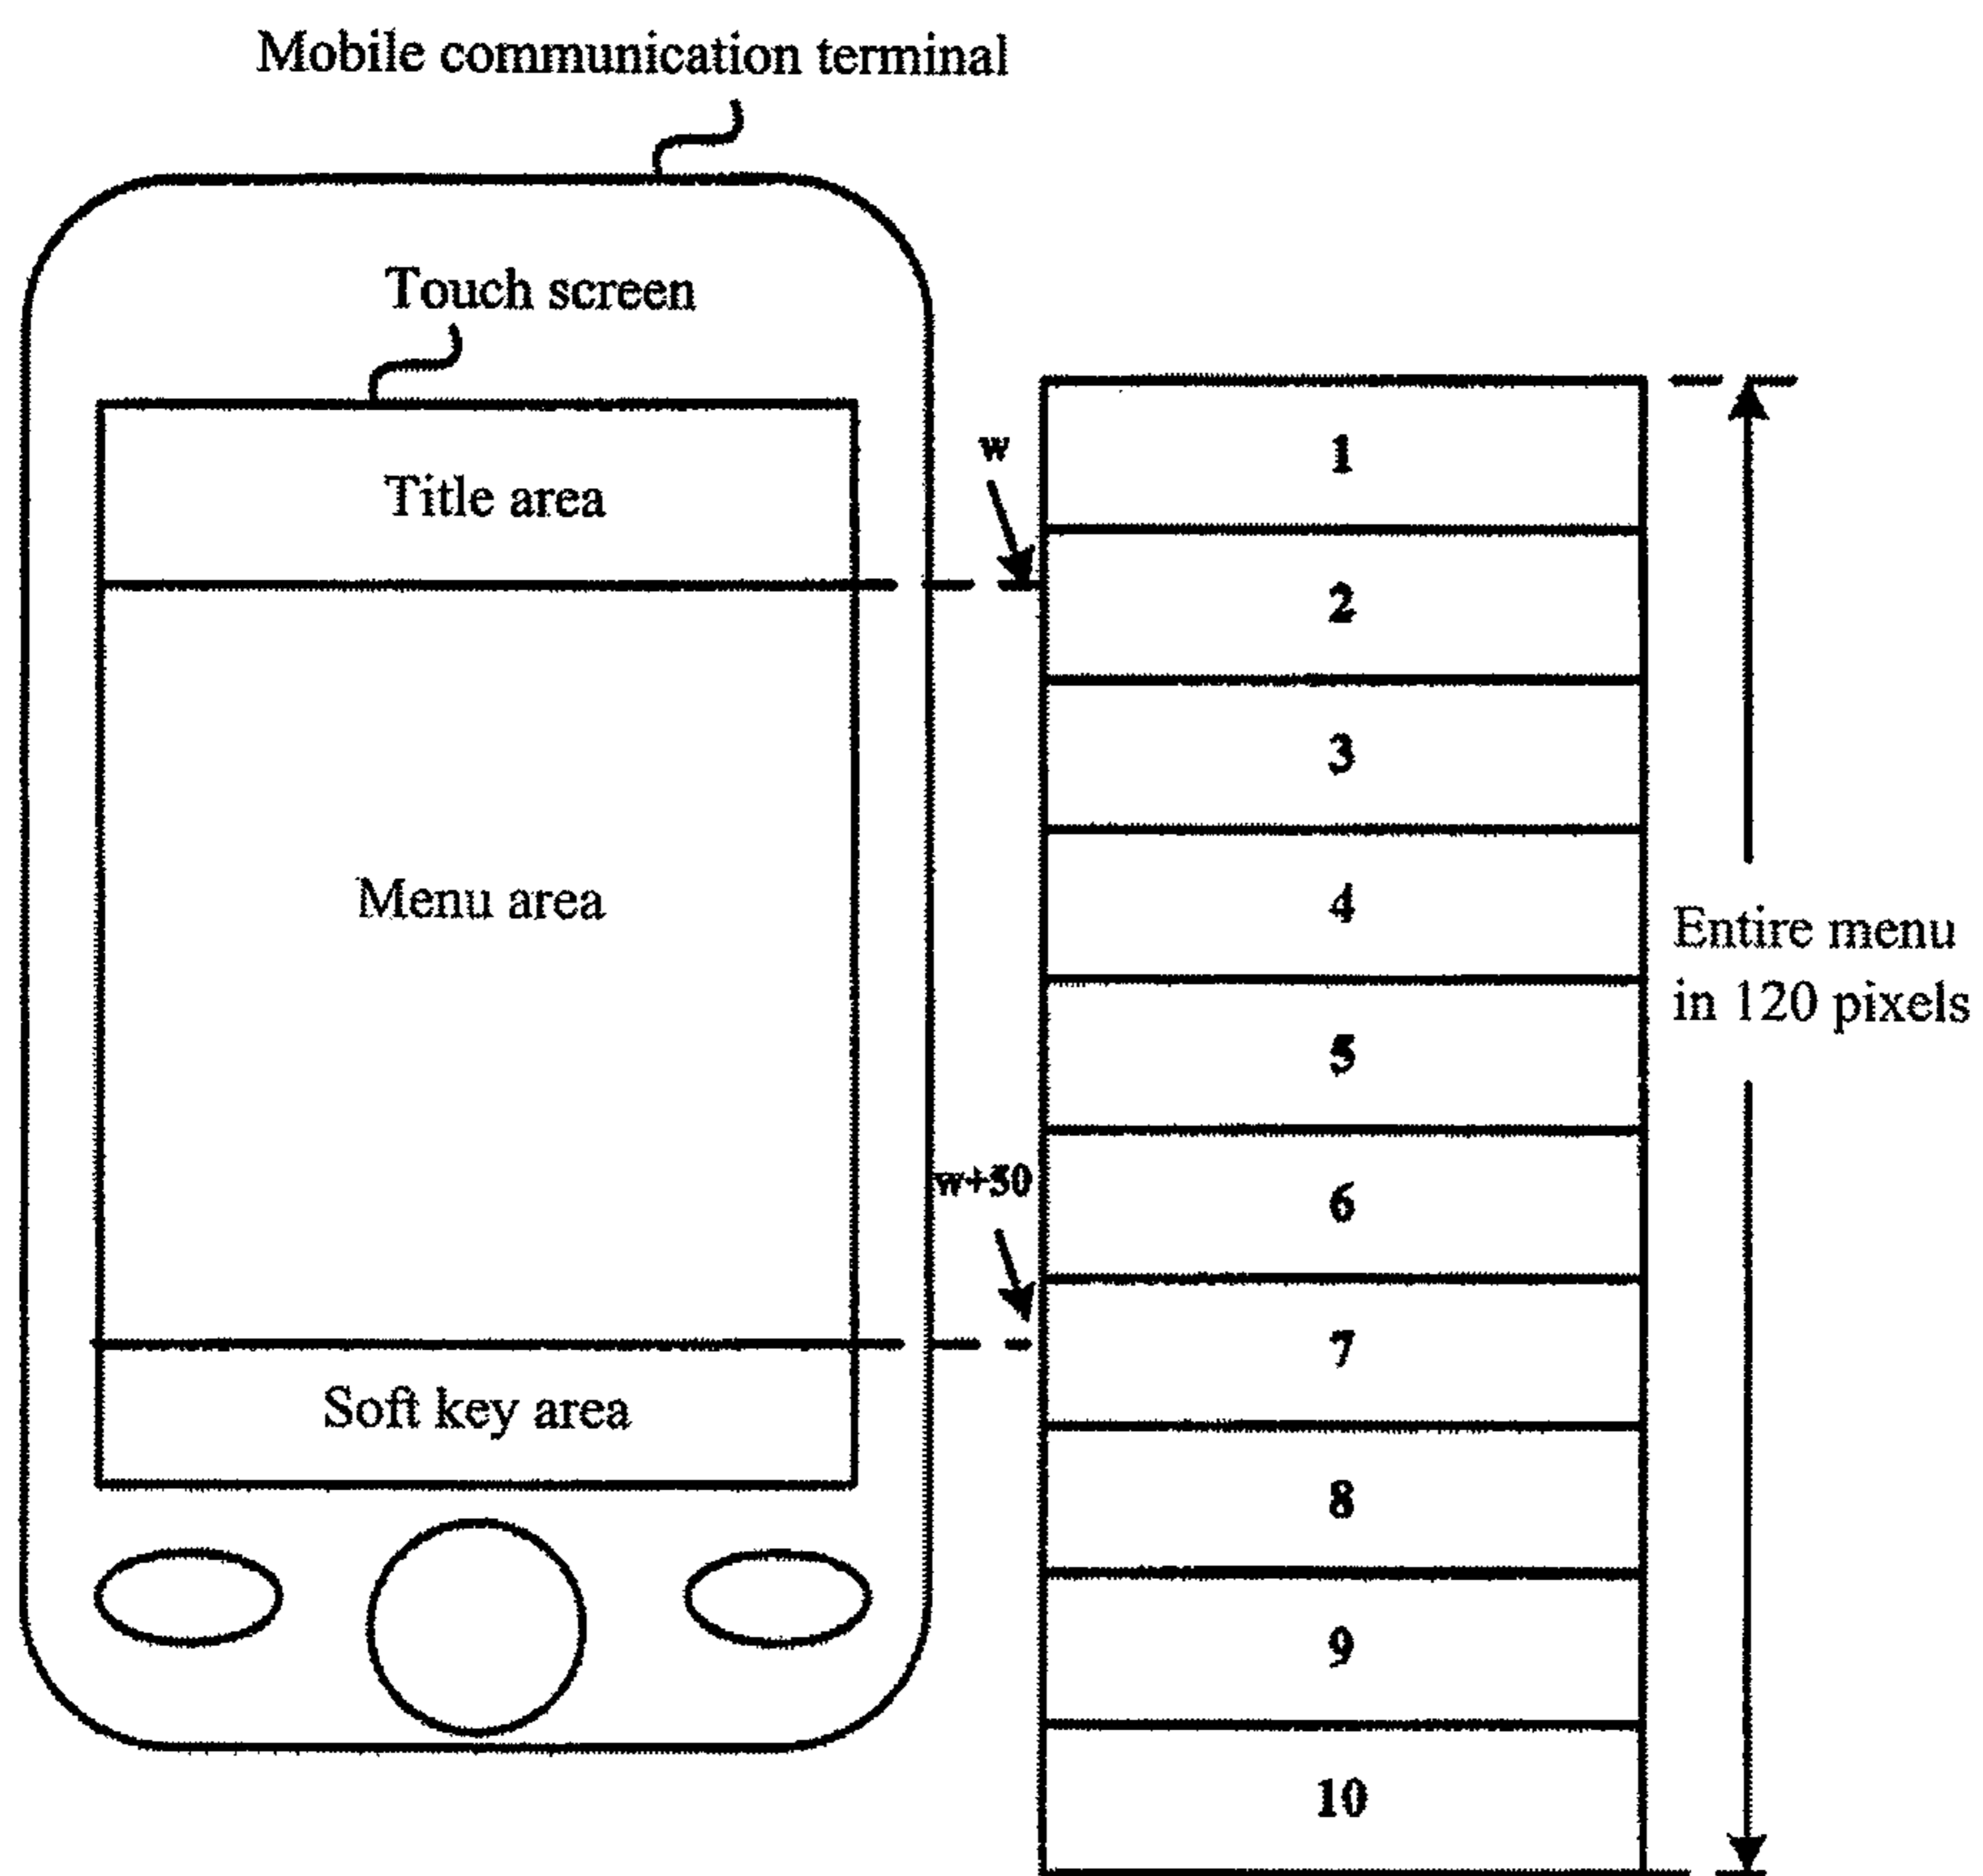 Mobile communication terminal
Touch screen
Title area
Menu area
Soft key area
w
w+50
1
2
3
4
5
6
7
8
9
10
Entire menu
in 120 pixels